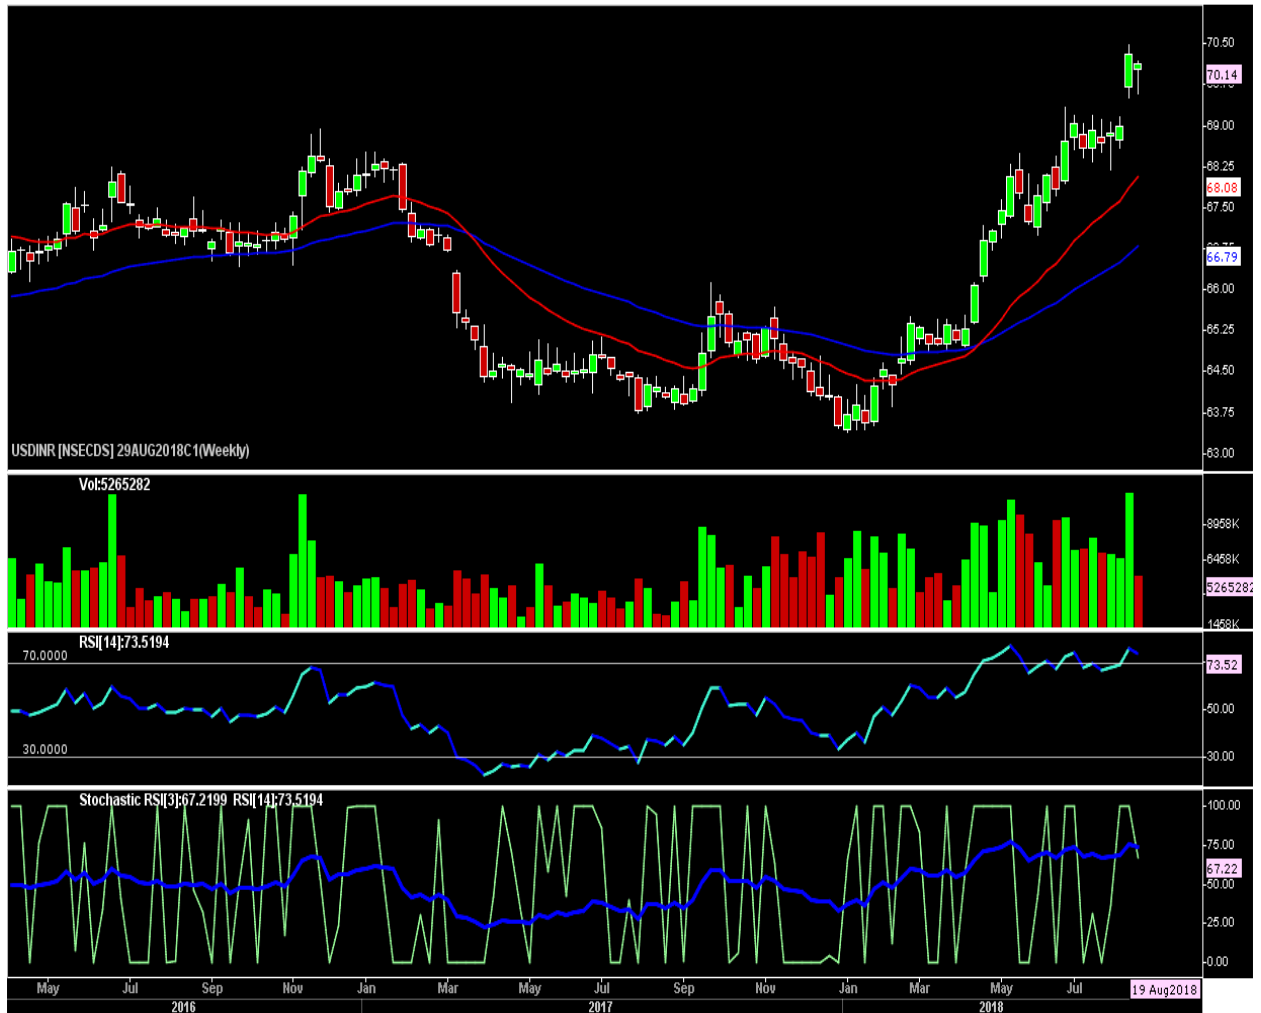 70.50
70.14
69.00
68.25
68.08
67.50
66.79
66.00
65.25
64.50
63.75
63.00
USDINR [NSECDS] 29AUG2018C1(Weekly)
Vol:5265282
8958K
6458K
5265282
1458K
RSI[14]:73.5194
70.0000
73.52
50.00
30.0000
30.00
Stochastic RSI[3]:67.2199 RSI[14]:73.5194
100.00
75.00
67.22
50.00
25.00
0.00
May Jul Sep Nov Jan Mar May Jul Sep Nov Jan Mar May Jul 19 Aug2018
2016 2017 2018